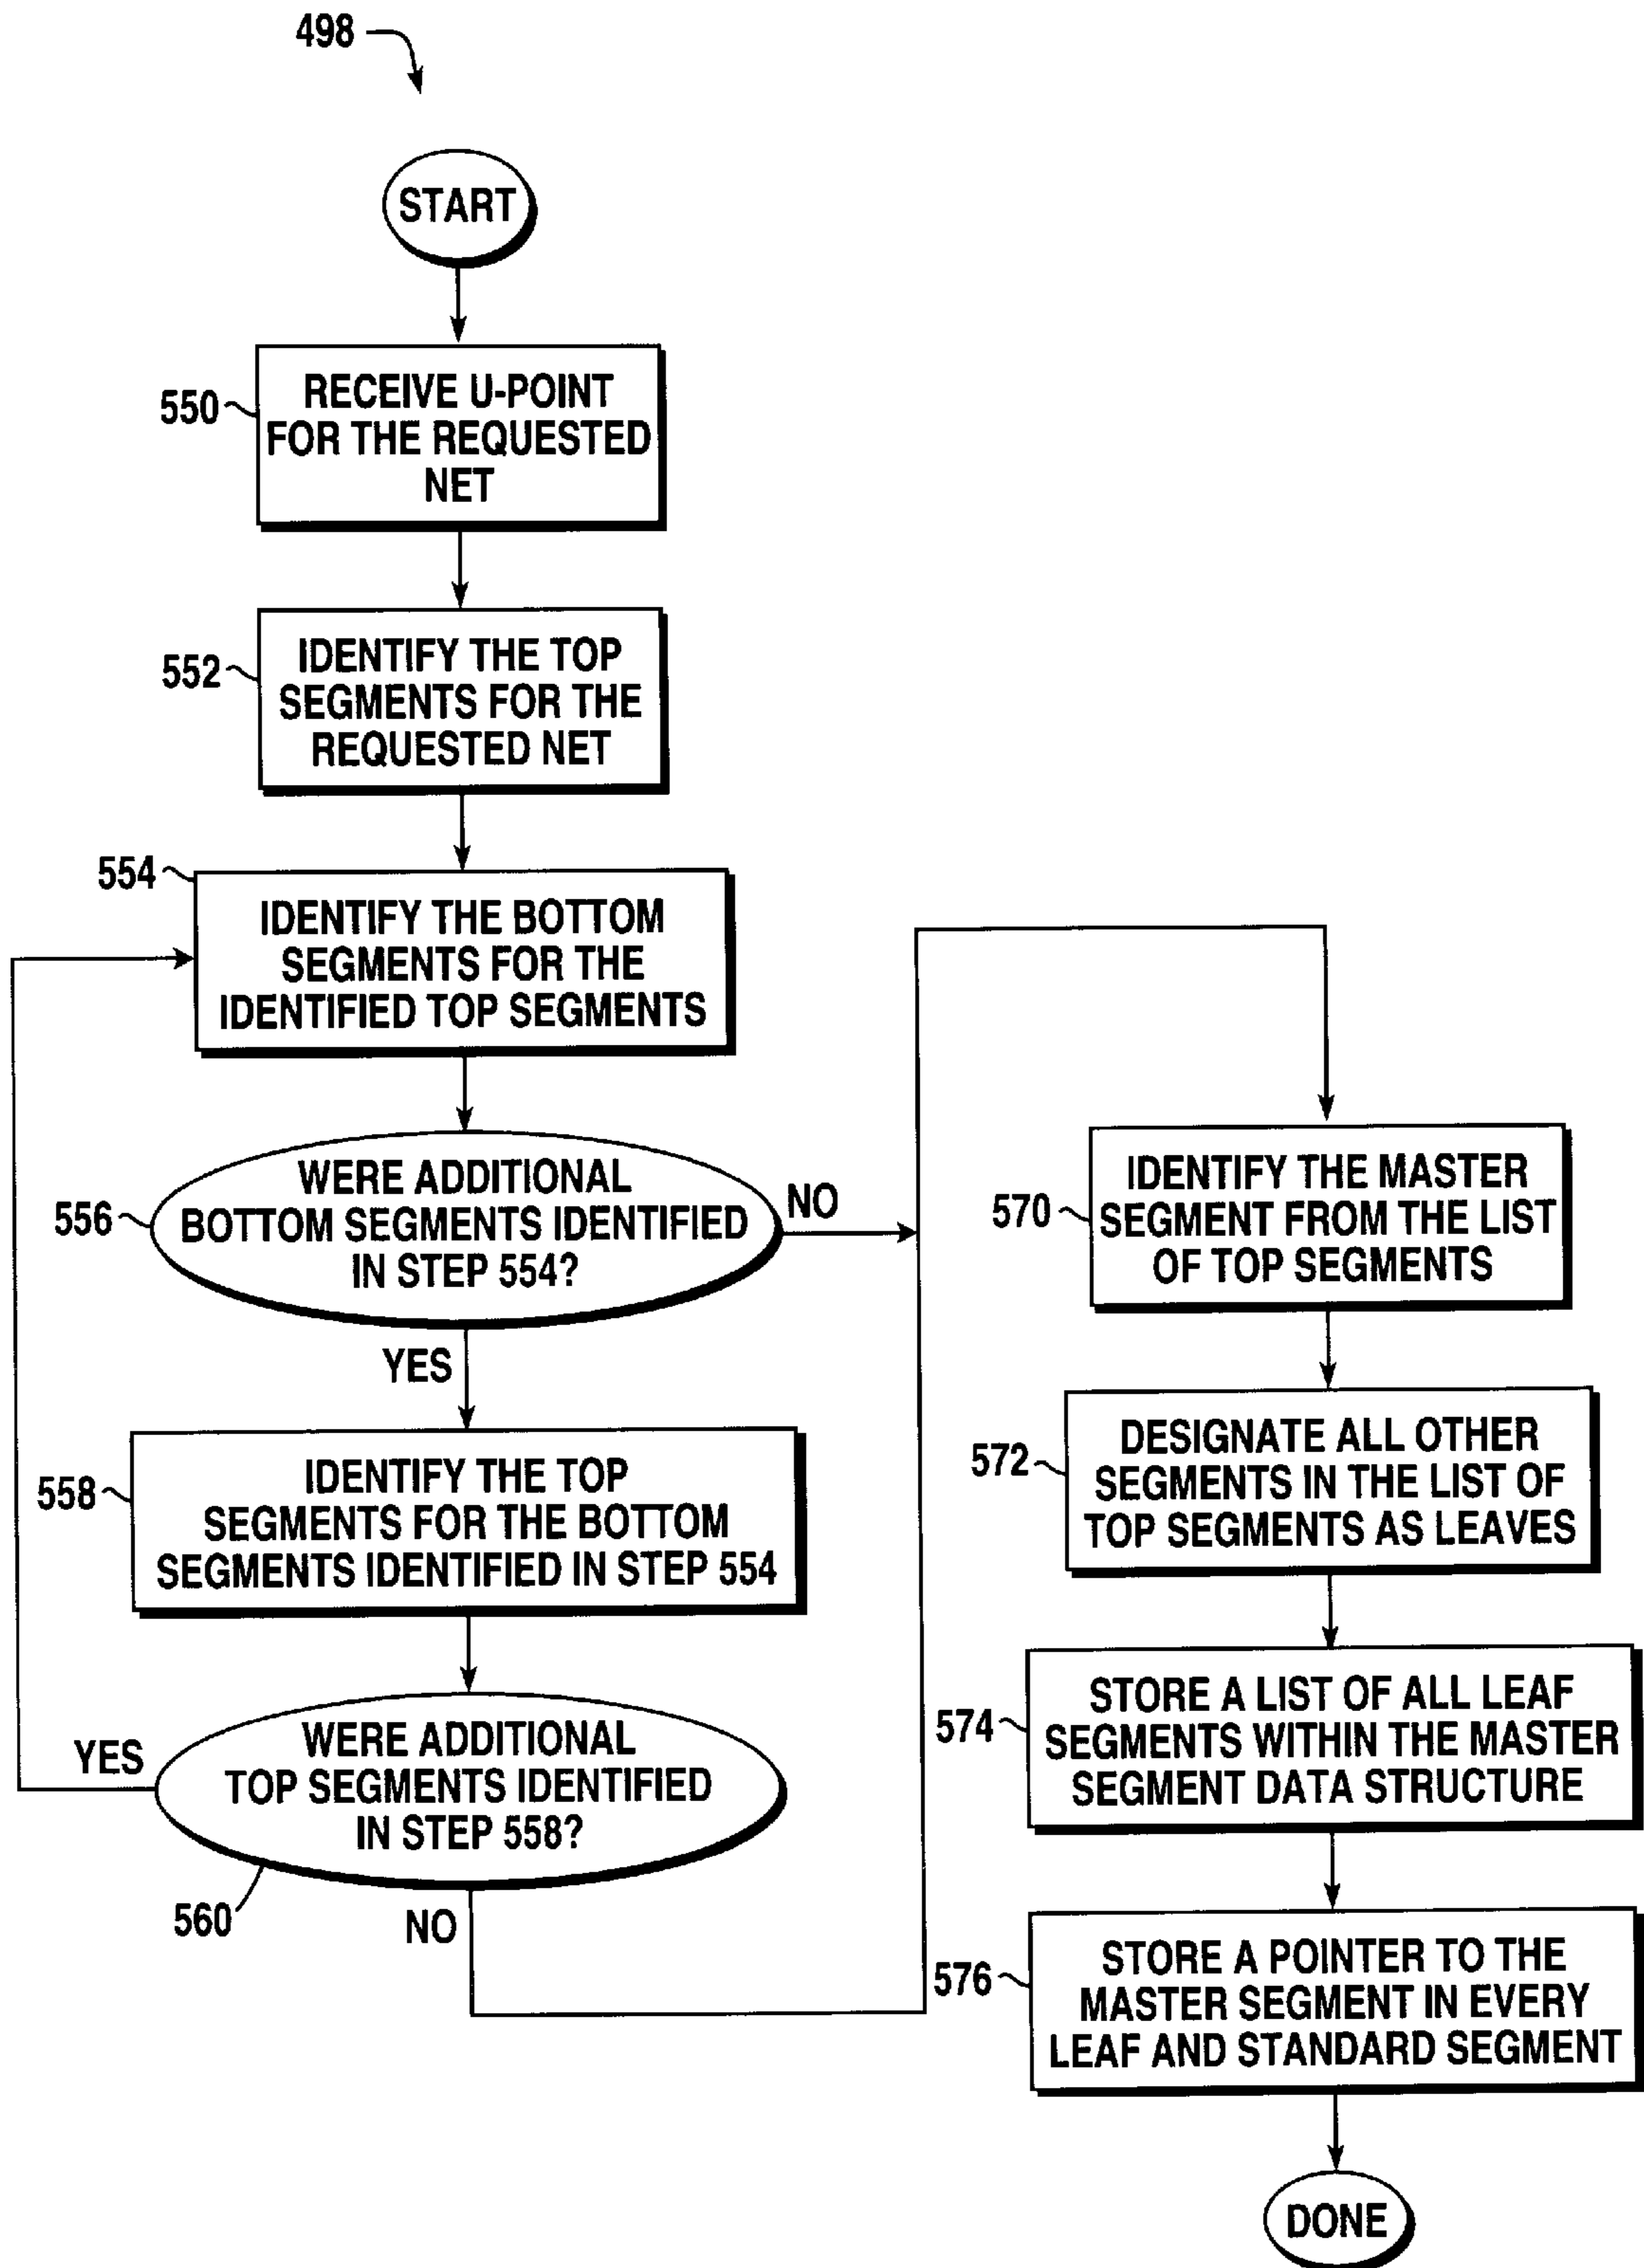 498
START
550
RECEIVE U-POINT
FOR THE REQUESTED
NET
552
IDENTIFY THE TOP
SEGMENTS FOR THE
REQUESTED NET
554
IDENTIFY THE BOTTOM
SEGMENTS FOR THE
IDENTIFIED TOP SEGMENTS
556
WERE ADDITIONAL
BOTTOM SEGMENTS IDENTIFIED
IN STEP 554?
NO
YES
558
IDENTIFY THE TOP
SEGMENTS FOR THE BOTTOM
SEGMENTS IDENTIFIED IN STEP 554
YES
WERE ADDITIONAL
TOP SEGMENTS IDENTIFIED
IN STEP 558?
560
NO
570
IDENTIFY THE MASTER
SEGMENT FROM THE LIST
OF TOP SEGMENTS
572
DESIGNATE ALL OTHER
SEGMENTS IN THE LIST OF
TOP SEGMENTS AS LEAVES
574
STORE A LIST OF ALL LEAF
SEGMENTS WITHIN THE MASTER
SEGMENT DATA STRUCTURE
576
STORE A POINTER TO THE
MASTER SEGMENT IN EVERY
LEAF AND STANDARD SEGMENT
DONE